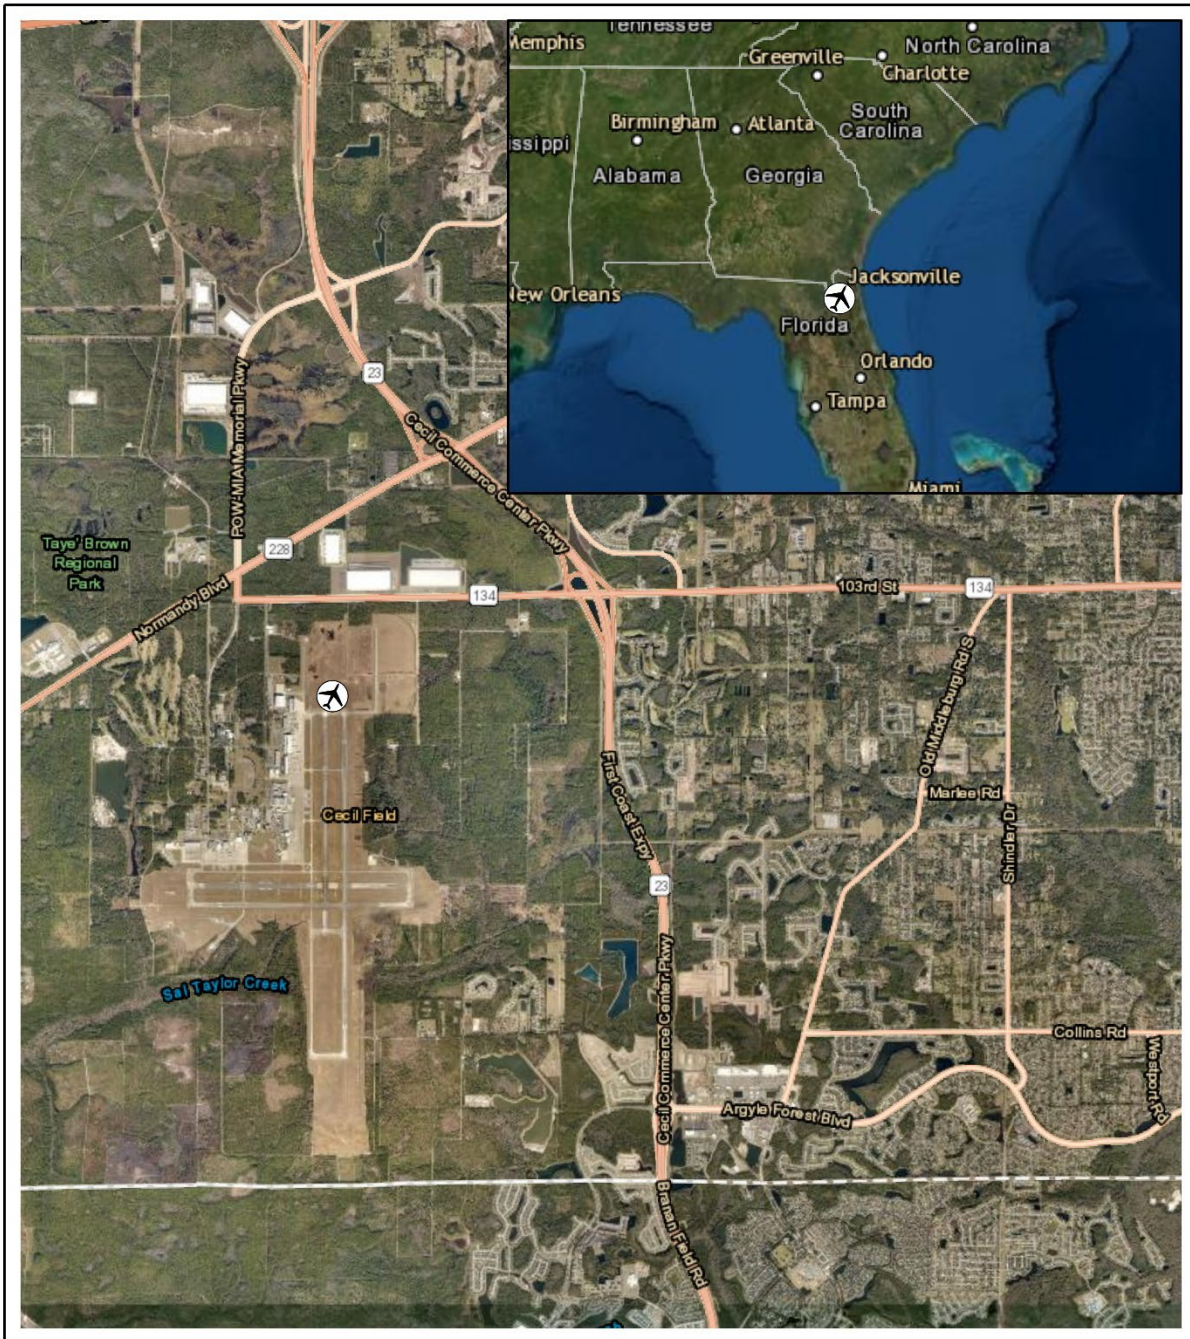 Tennessee
Memphis
North Carolina
Greenville
Charlotte
South
Carolina
Birmingham
Atlanta
issippi
Alabama
Georgia
Jacksonville
New Orleans
Florida
Orlando
Tampa
Miami
23
POW-MIA Memorial Pkwy
Cecil Commerce Center Pkwy
Taye' Brown
Regional
Park
228
Normandy Blvd
134
103rd St
134
Old Middleburg Rd S
First Coast Expy
Marlee Rd
Shindler Dr
Cecil Field
23
Sal Taylor Creek
Cecil Commerce Center Pkwy
Collins Rd
Westport Rd
Argyle Forest Blvd
Branan Field Rd